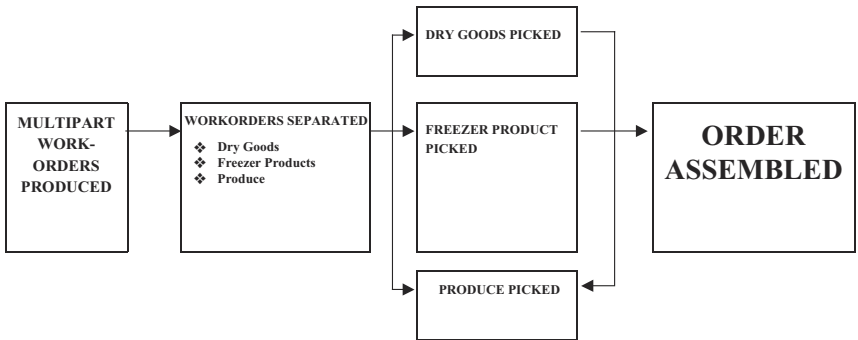 DRY GOODS PICKED
MULTIPART
WORK-
ORDERS
PRODUCED
WORKORDERS SEPARATED
❖ Dry Goods
❖ Freezer Products
❖ Produce
FREEZER PRODUCT
PICKED
ORDER
ASSEMBLED
PRODUCE PICKED